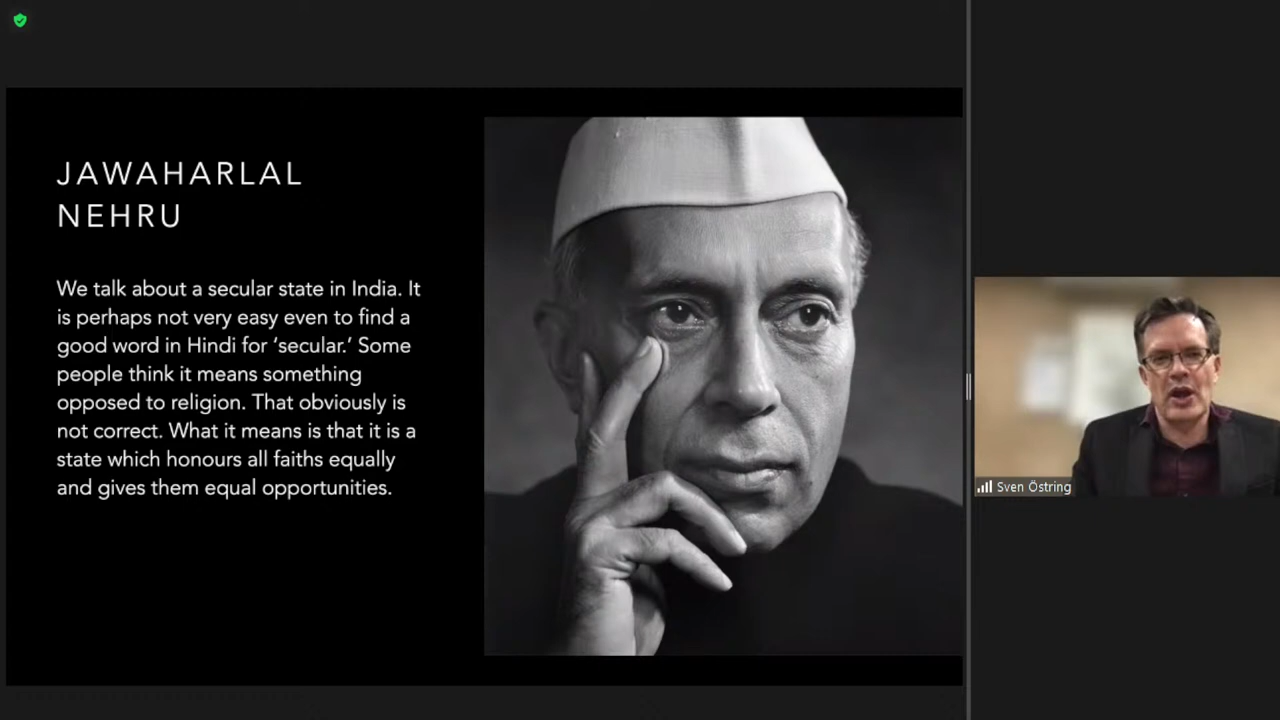 JAWAHARLAL
NEHRU
We talk about a secular state in India. It
is perhaps not very easy even to find a
good word in Hindi for ‘secular.’ Some
people think it means something
opposed to religion. That obviously is
not correct. What it means is that it is a
state which honours all faiths equally
and gives them equal opportunities.
Sven Östring